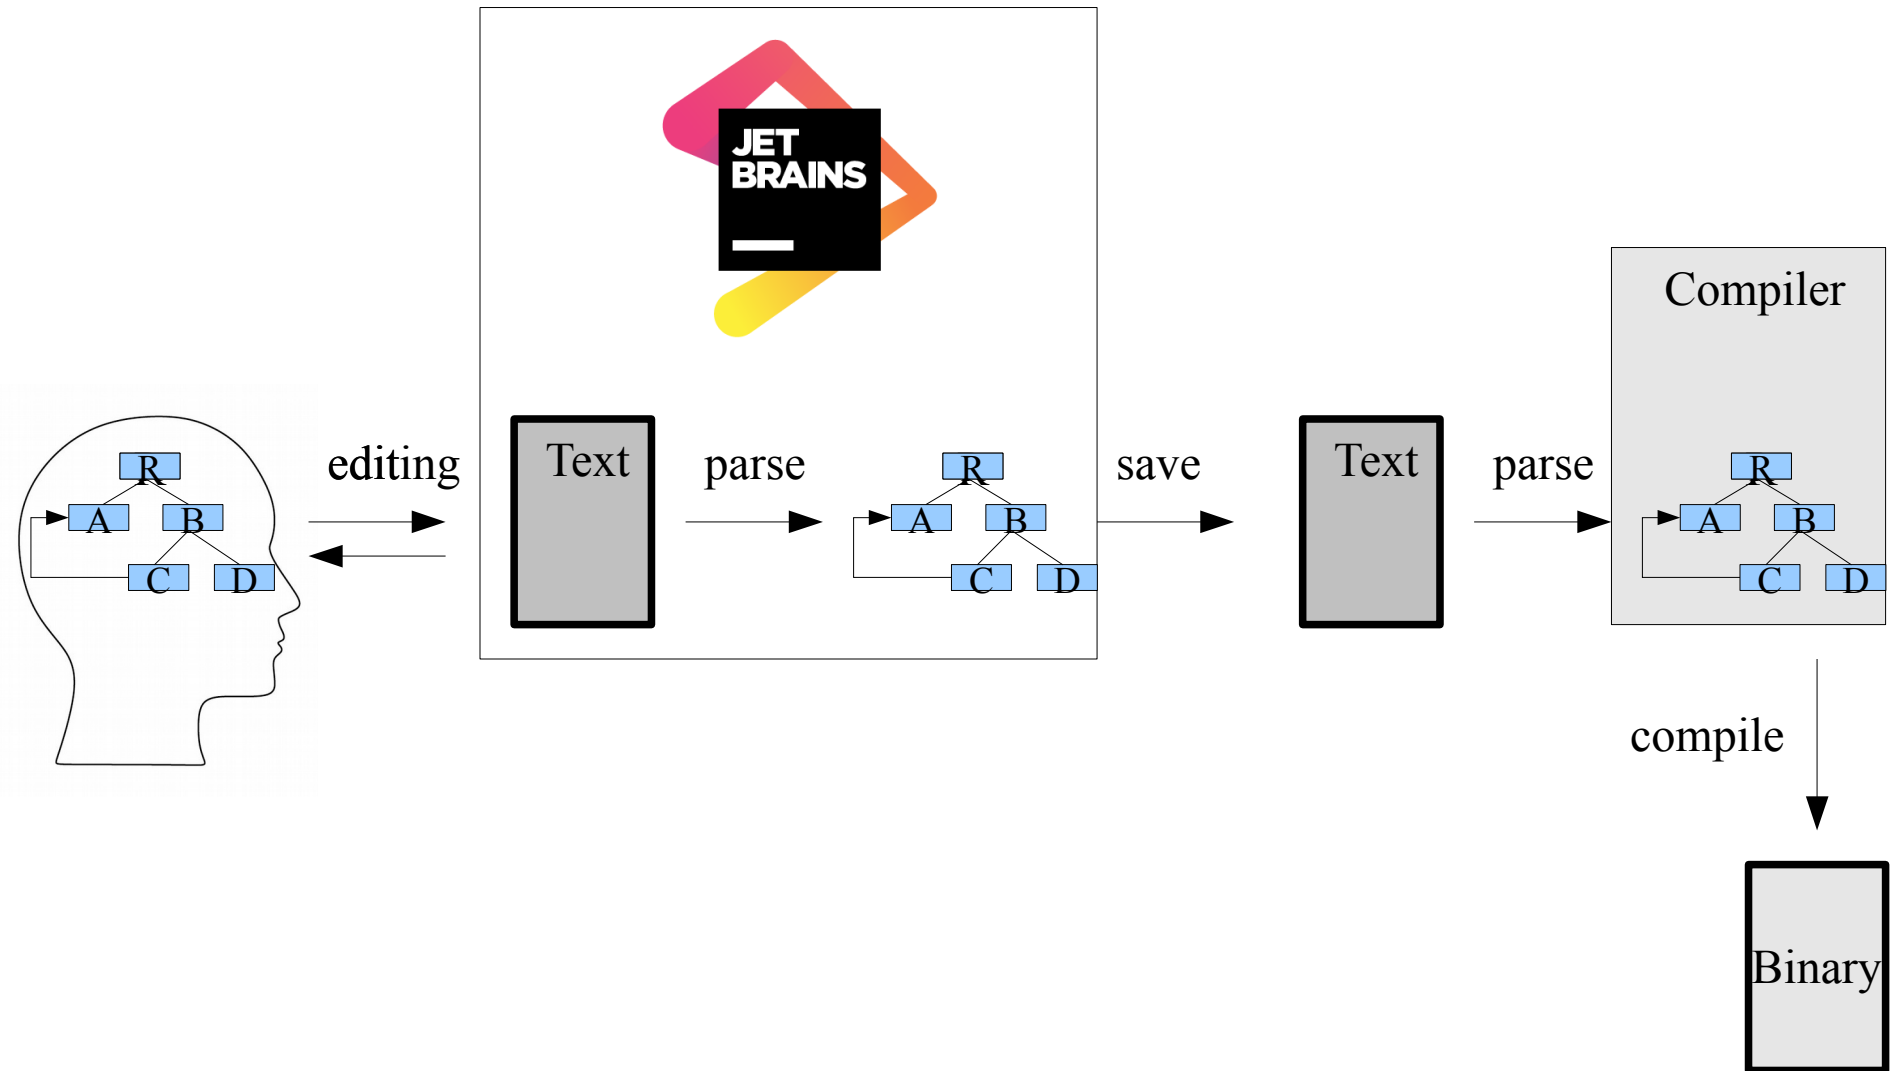 JET
BRAINS
Compiler
editing
Text
parse
save
Text
parse
R
A
B
C
D
R
A
B
C
D
R
A
B
C
D
compile
Binary